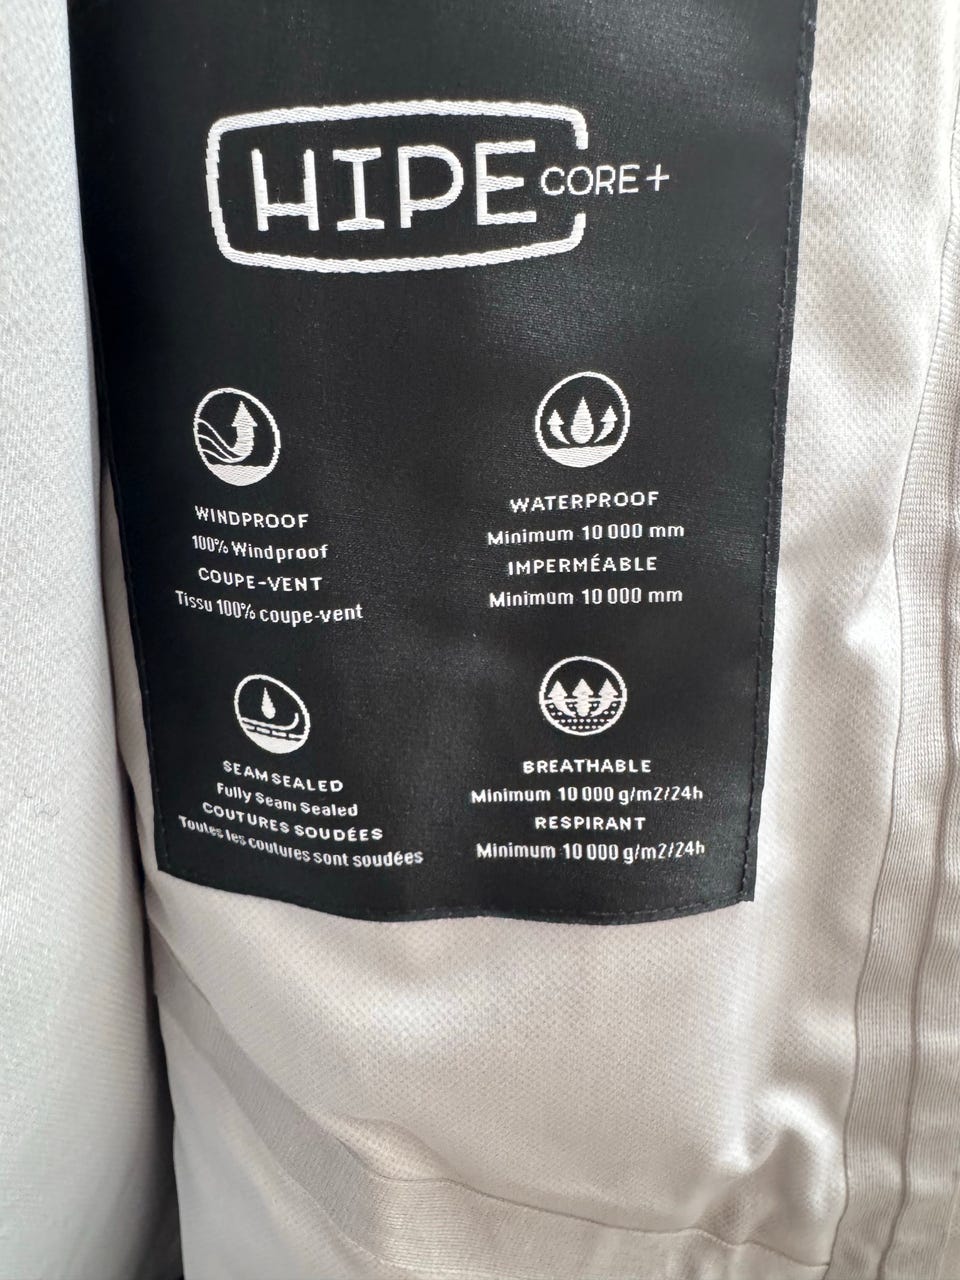 HIPE CORE+
WINDPROOF
100% Windproof
COUPE-VENT
Tissu 100% coupe-vent
WATERPROOF
Minimum 10 000 mm
IMPERMÉABLE
Minimum 10 000 mm
SEAM SEALED
Fully Seam Sealed
COUTURES SOUDÉES
Toutes les coutures sont soudées
BREATHABLE
Minimum 10 000 g/m2/24h
RESPIRANT
Minimum 10 000 g/m2/24h